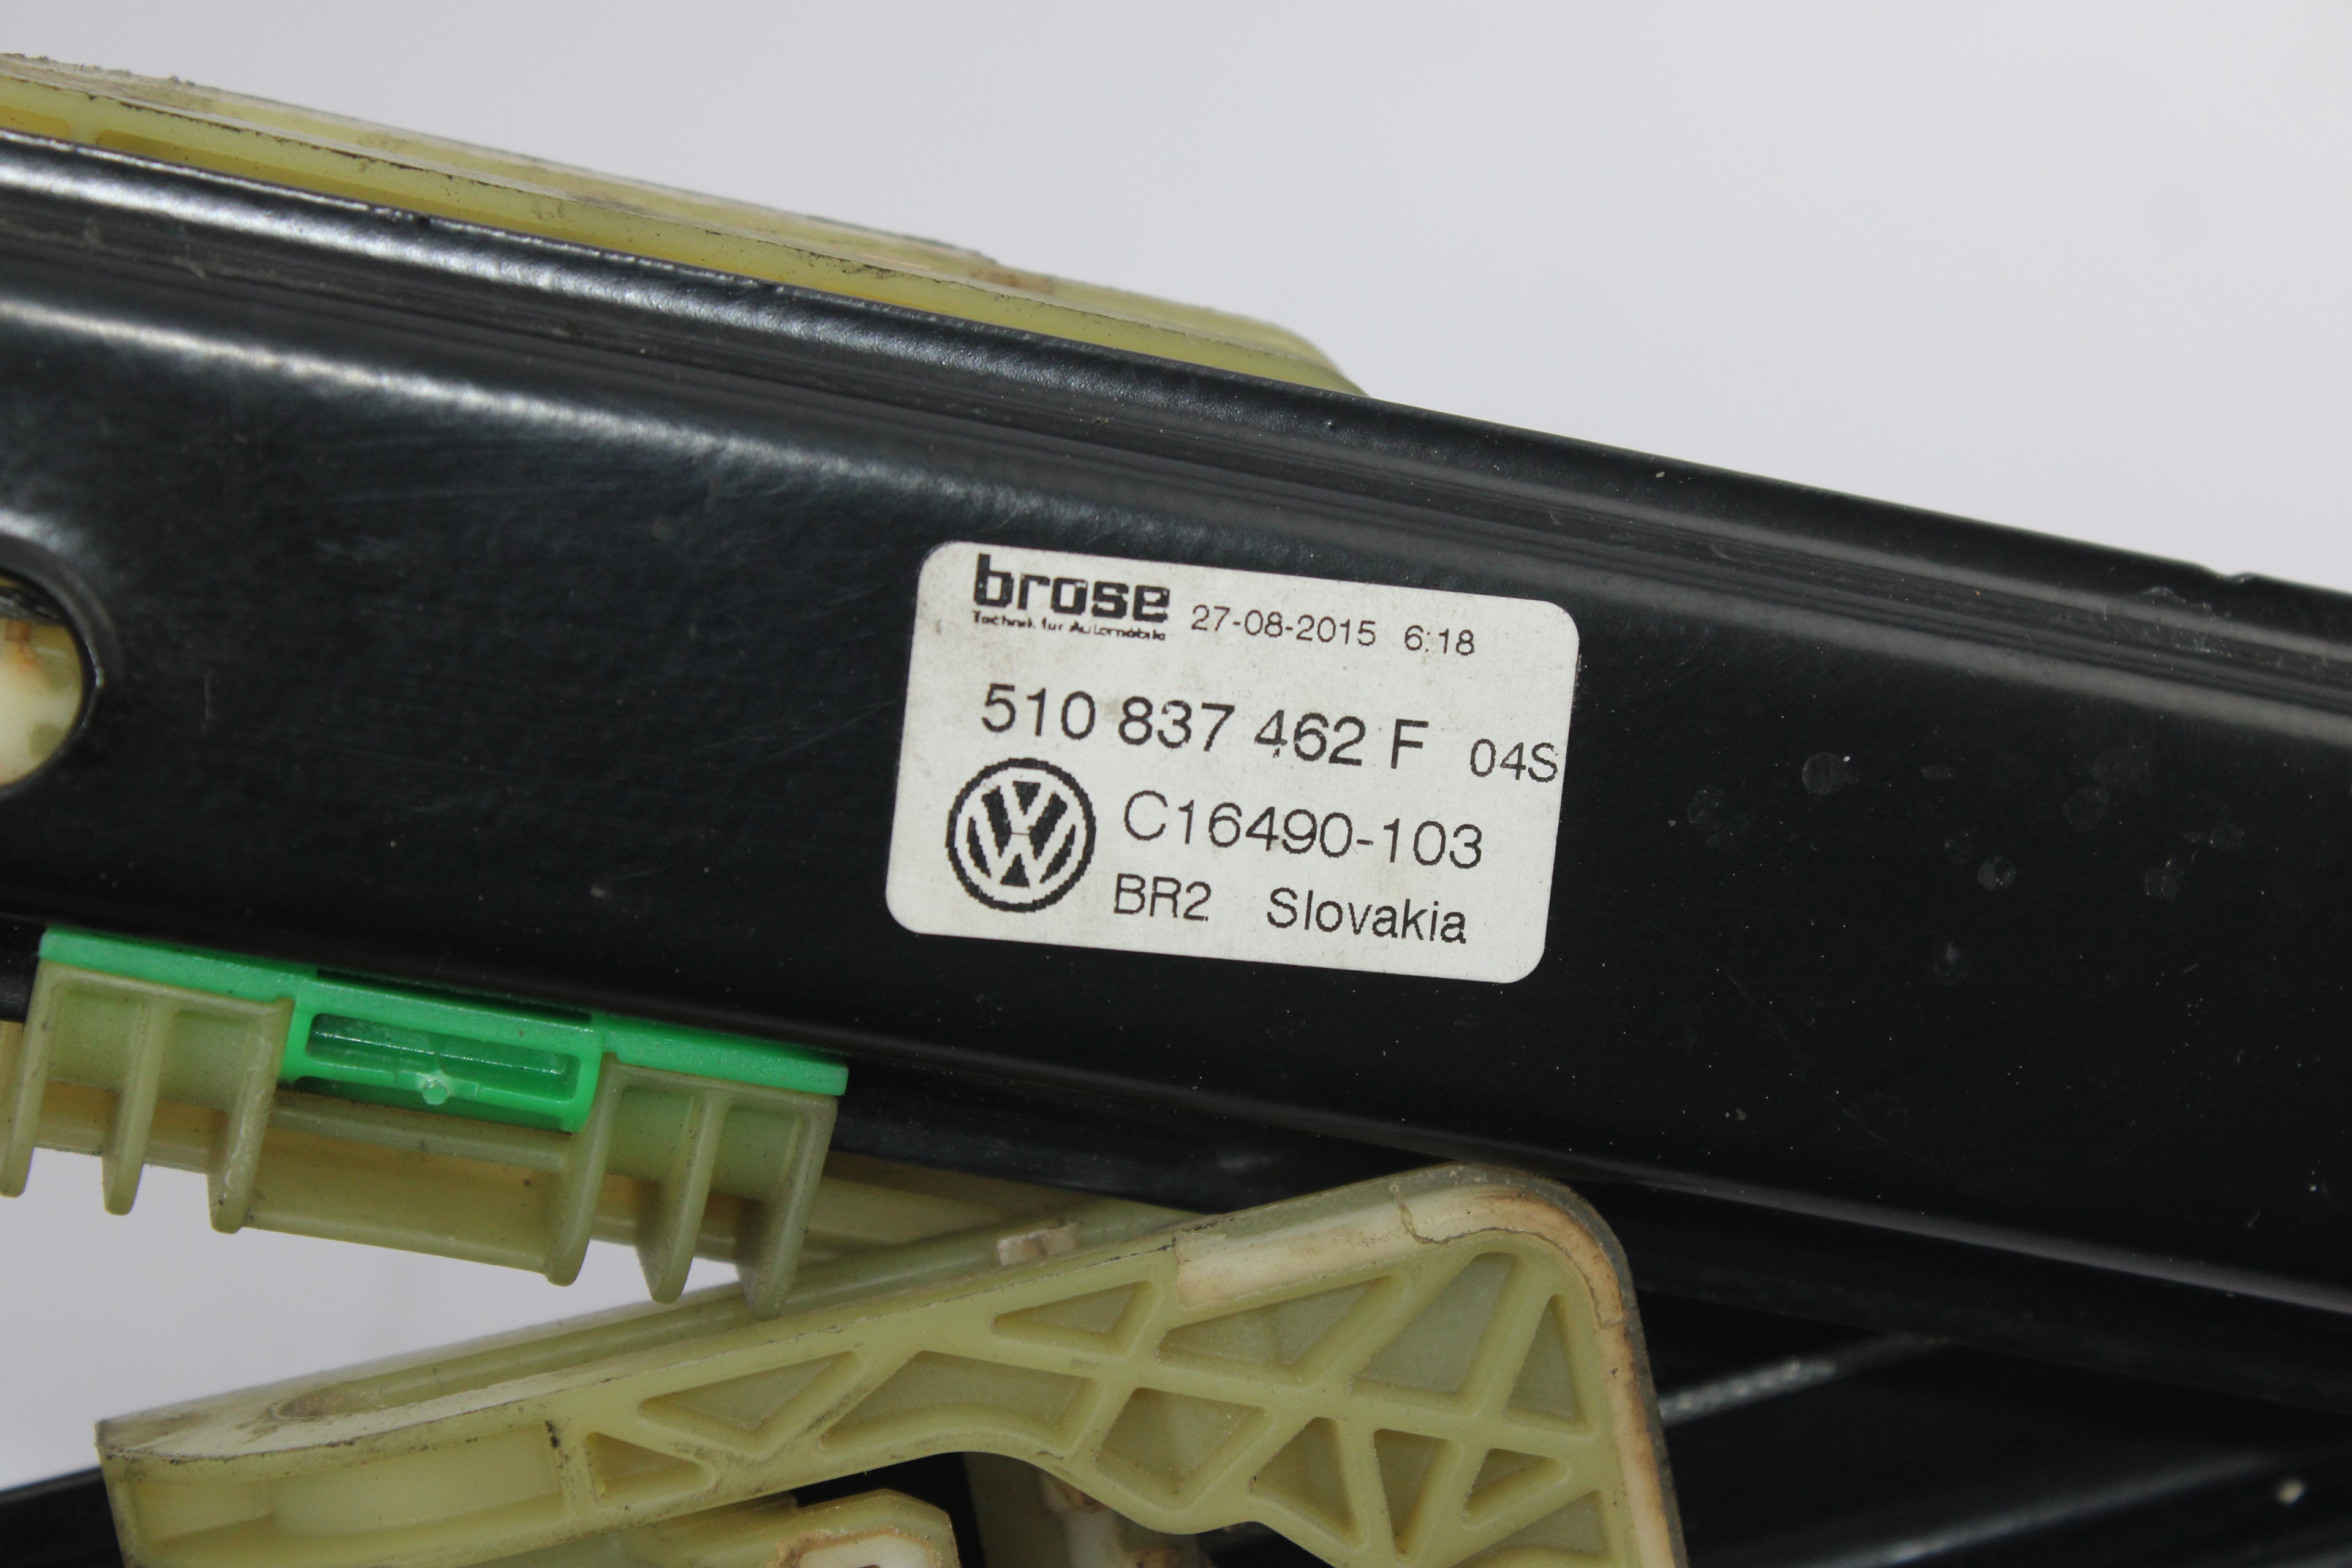 brose
Technik für Automobile 27-08-2015 6:18
510 837 462 F 04S
C16490-103
BR2 Slovakia